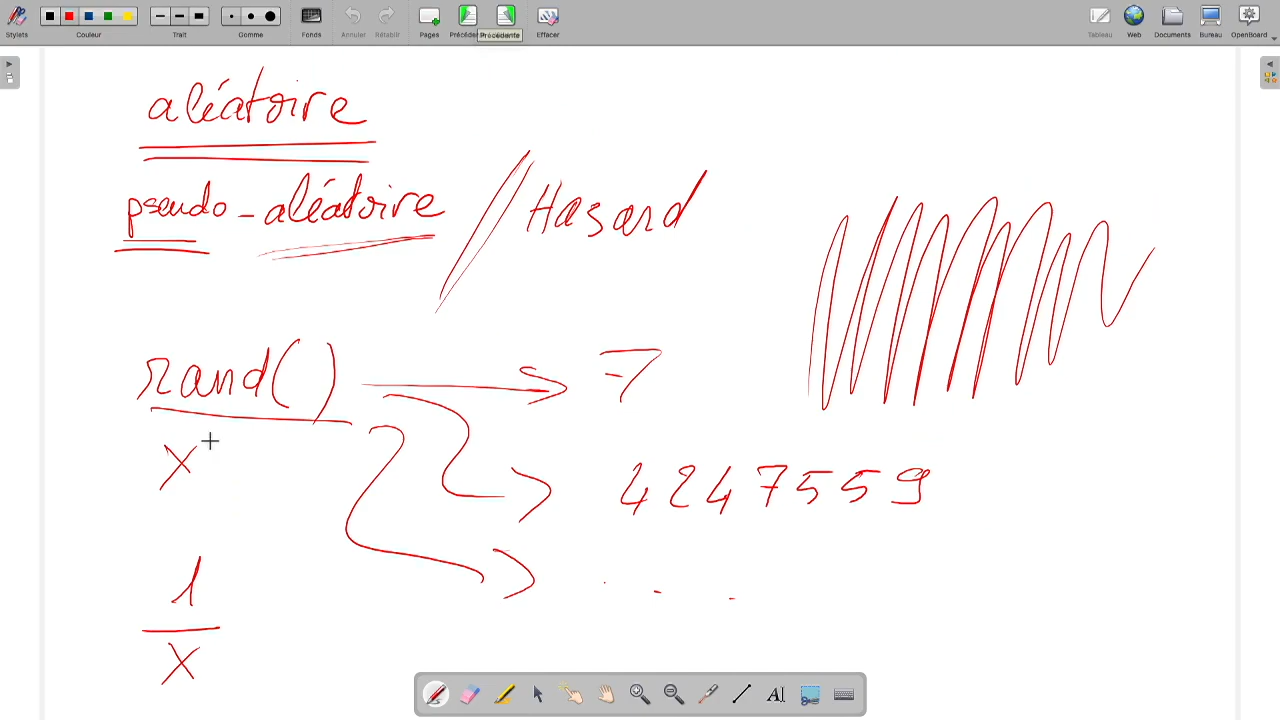 Stylets Couleur Trait Gomme Fonds Annuler Rétablir Pages Précédente Effacer Tableau Web Documents Bureau OpenBoard
aléatoire
pseudo-aléatoire / Hasard
rand() → 7
x
4247559
. . .
1
x